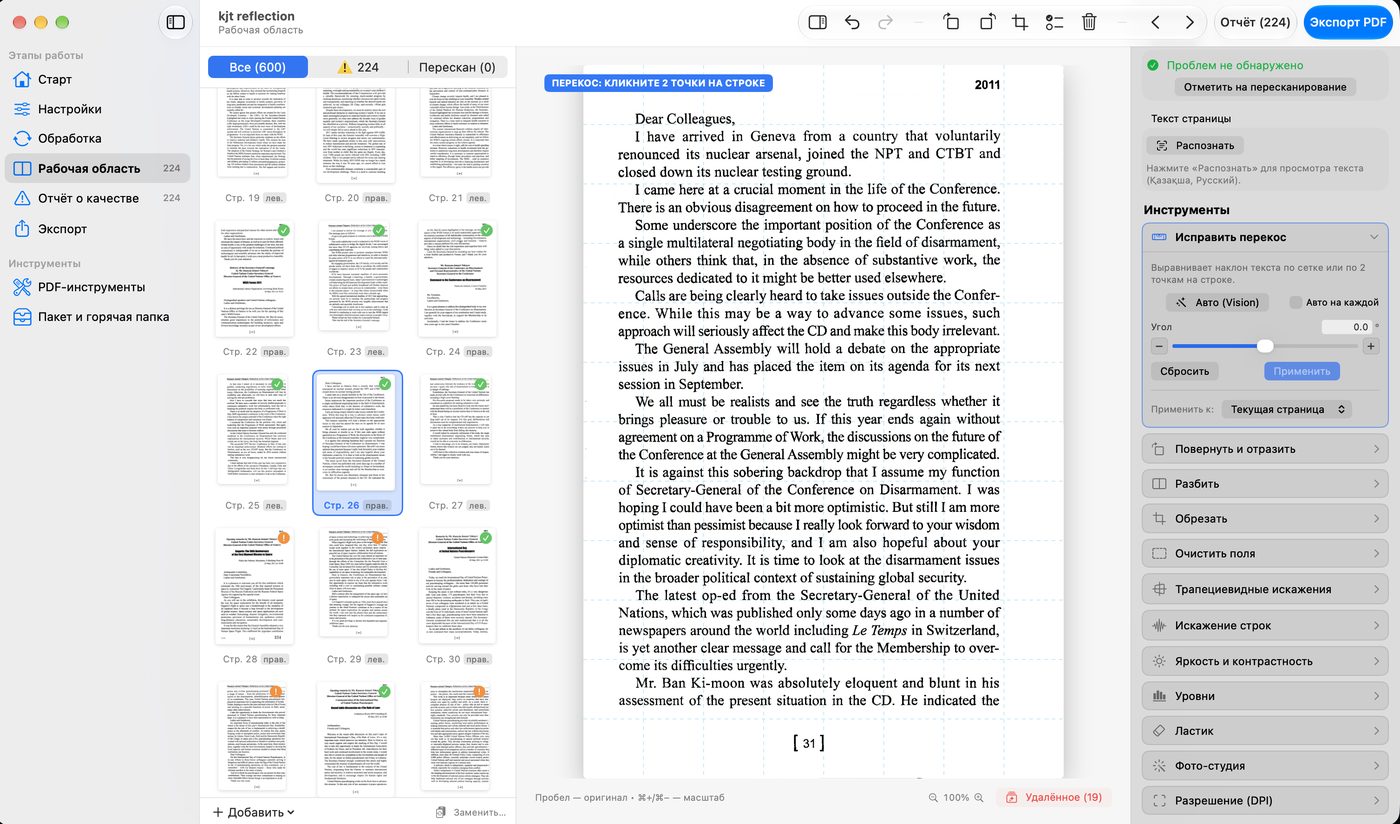 kjt reflection
Рабочая область
Отчёт (224)
Экспорт PDF
Этапы работы
Старт
Настройки
Обработка
Рабочая область 224
Отчёт о качестве 224
Экспорт
Инструменты
PDF-инструменты
Пакет и горячая папка
Все (600)
224
Перескан (0)
Стр. 19 лев.
Стр. 20 прав.
Стр. 21 лев.
Стр. 22 прав.
Стр. 23 лев.
Стр. 24 прав.
Стр. 25 лев.
Стр. 26 прав.
Стр. 27 лев.
Стр. 28 прав.
Стр. 29 лев.
Стр. 30 прав.
Добавить
Заменить...
ПЕРЕКОС: КЛИКНИТЕ 2 ТОЧКИ НА СТРОКЕ
2011
Dear Colleagues,
I have arrived in Geneva from a country that voluntarily
renounced its nuclear arsenal, joined the NPT and CTBT and
closed down its nuclear testing ground.
I came here at a crucial moment in the life of the Conference.
There is an obvious disagreement on how to proceed in the future.
Some underscore the important position of the Conference as
a single multilateral negotiating body in the field of disarmament,
while others think that, in the absence of substantive work, the
resources devoted to it might be better used elsewhere.
Calls are being clearly heard to take issues outside the Confer-
ence. While this may be a way to advance some issues, such
approach will seriously affect the CD and make this body irrelevant.
The General Assembly will hold a debate on the appropriate
issues in July and has placed the item on its agenda for its next
session in September.
We all must be realistic and face the truth regardless whether it
brings pleasure or causes trouble. If this year ends again without
agreed Programme of Work, the discussion on the future of
the Conference at the General Assembly might be very complicated.
It is against this sobering backdrop that I assume my function
of Secretary-General of the Conference on Disarmament. I was
hoping I could have been a bit more optimistic. But still I am more
optimist than pessimist because I really look forward to your wisdom
and sense of responsibility and I am also hopeful about your
diplomatic creativity. It is time to look at the disarmament issues
in the broader political context of sustaining global security.
The latest op-ed from the Secretary-General of the United
Nations, which was published some days ago in a number of
newspapers around the world including Le Temps in Switzerland,
is yet another clear message and call for the Membership to over-
come its difficulties urgently.
Mr. Ban Ki-moon was absolutely eloquent and blunt in his
assessment of the present situation in the CD. He indicated the
[ 31 ]
Пробел — оригинал • ⌘+/⌘− — масштаб
100%
Удалённое (19)
Проблем не обнаружено
на пересканирование
Текст страницы
Нажмите «Распознать» для просмотра текста
(Қазақша, Русский).
Инструменты
перекос
Выравнивает наклон текста по сетке или по 2
Авто (Vision)
Авто на каждой
Угол
0.0 °
Сбросить
Применить
к: Текущая страница
Повернуть и отразить
Разбить
Обрезать
Очистить поля
Трапециевидные искажения
Искажение строк
Яркость и контрастность
Уровни
Ластик
Фото-студия
Разрешение (DPI)